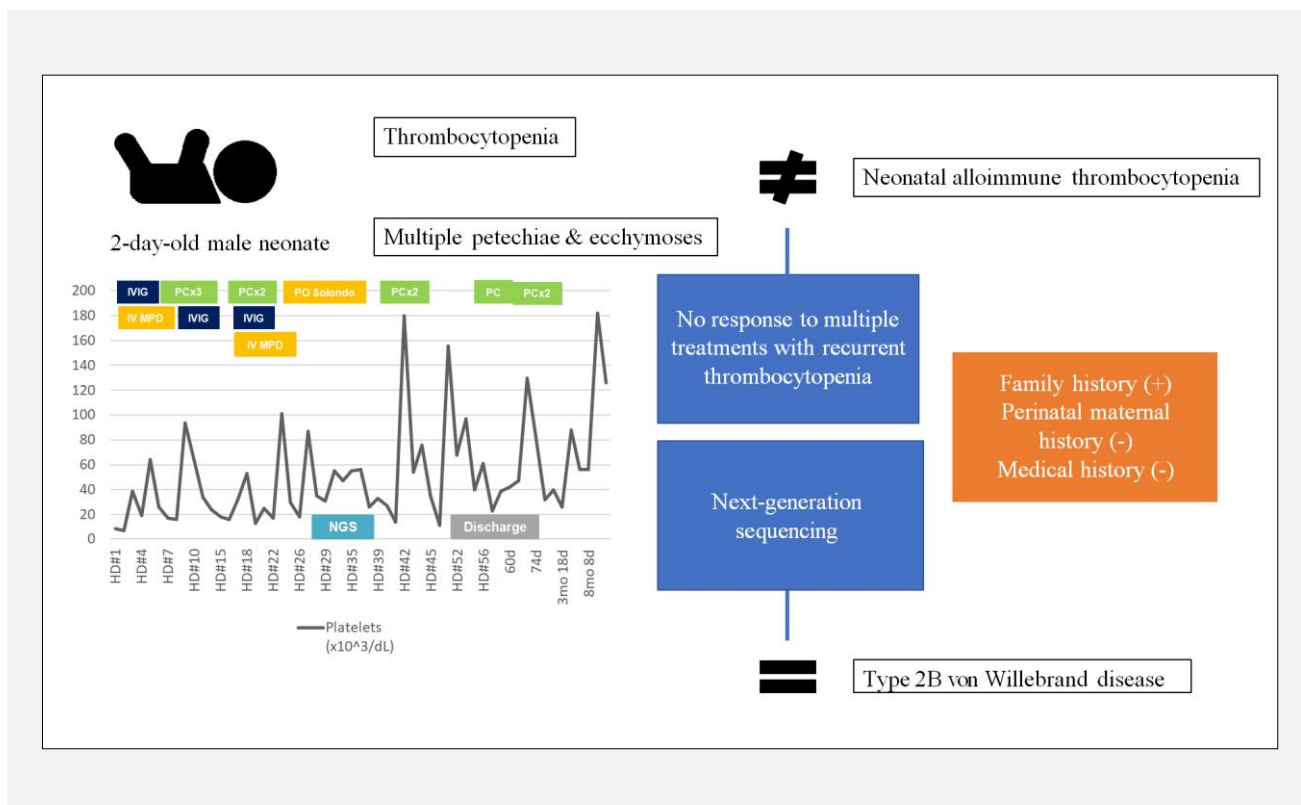 Thrombocytopenia
2-day-old male neonate
Multiple petechiae & ecchymoses
IVIG
PCx3
PCx2
PO Solondo
PCx2
PC
PCx2
IV MPD
IVIG
IVIG
IV MPD
200
180
160
140
120
100
80
60
40
20
0
NGS
Discharge
HD#1
HD#4
HD#7
HD#10
HD#15
HD#18
HD#22
HD#26
HD#29
HD#35
HD#39
HD#42
HD#45
HD#52
HD#56
60d
74d
3mo 18d
8mo 8d
Platelets
(x10^3/dL)
≠
Neonatal alloimmune thrombocytopenia
No response to multiple
treatments with recurrent
thrombocytopenia
Family history (+)
Perinatal maternal
history (-)
Medical history (-)
Next-generation
sequencing
=
Type 2B von Willebrand disease